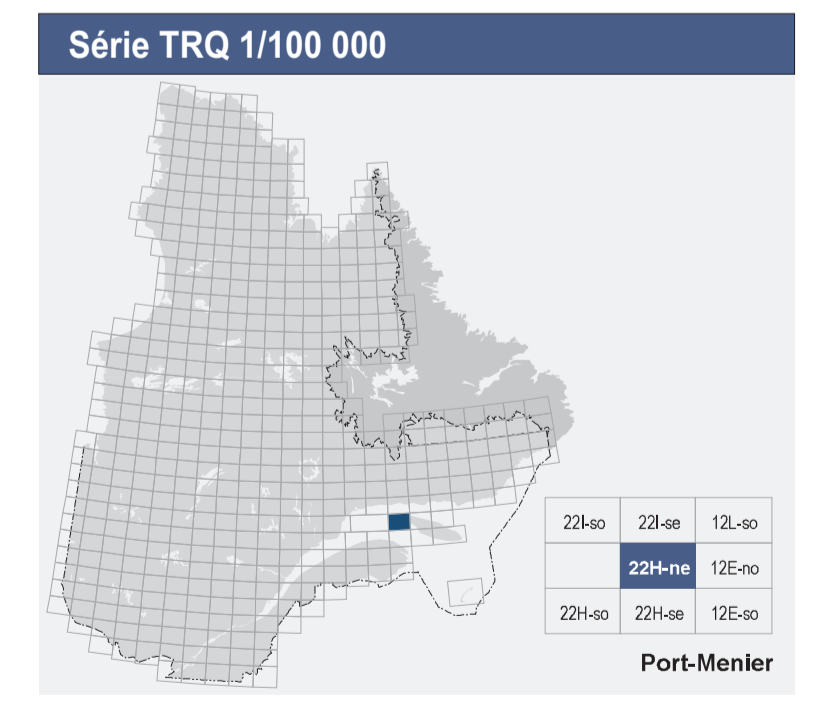 Série TRQ 1/100 000
22I-so 22I-se 12L-so
22H-ne 12E-no
22H-so 22H-se 12E-so
Port-Menier